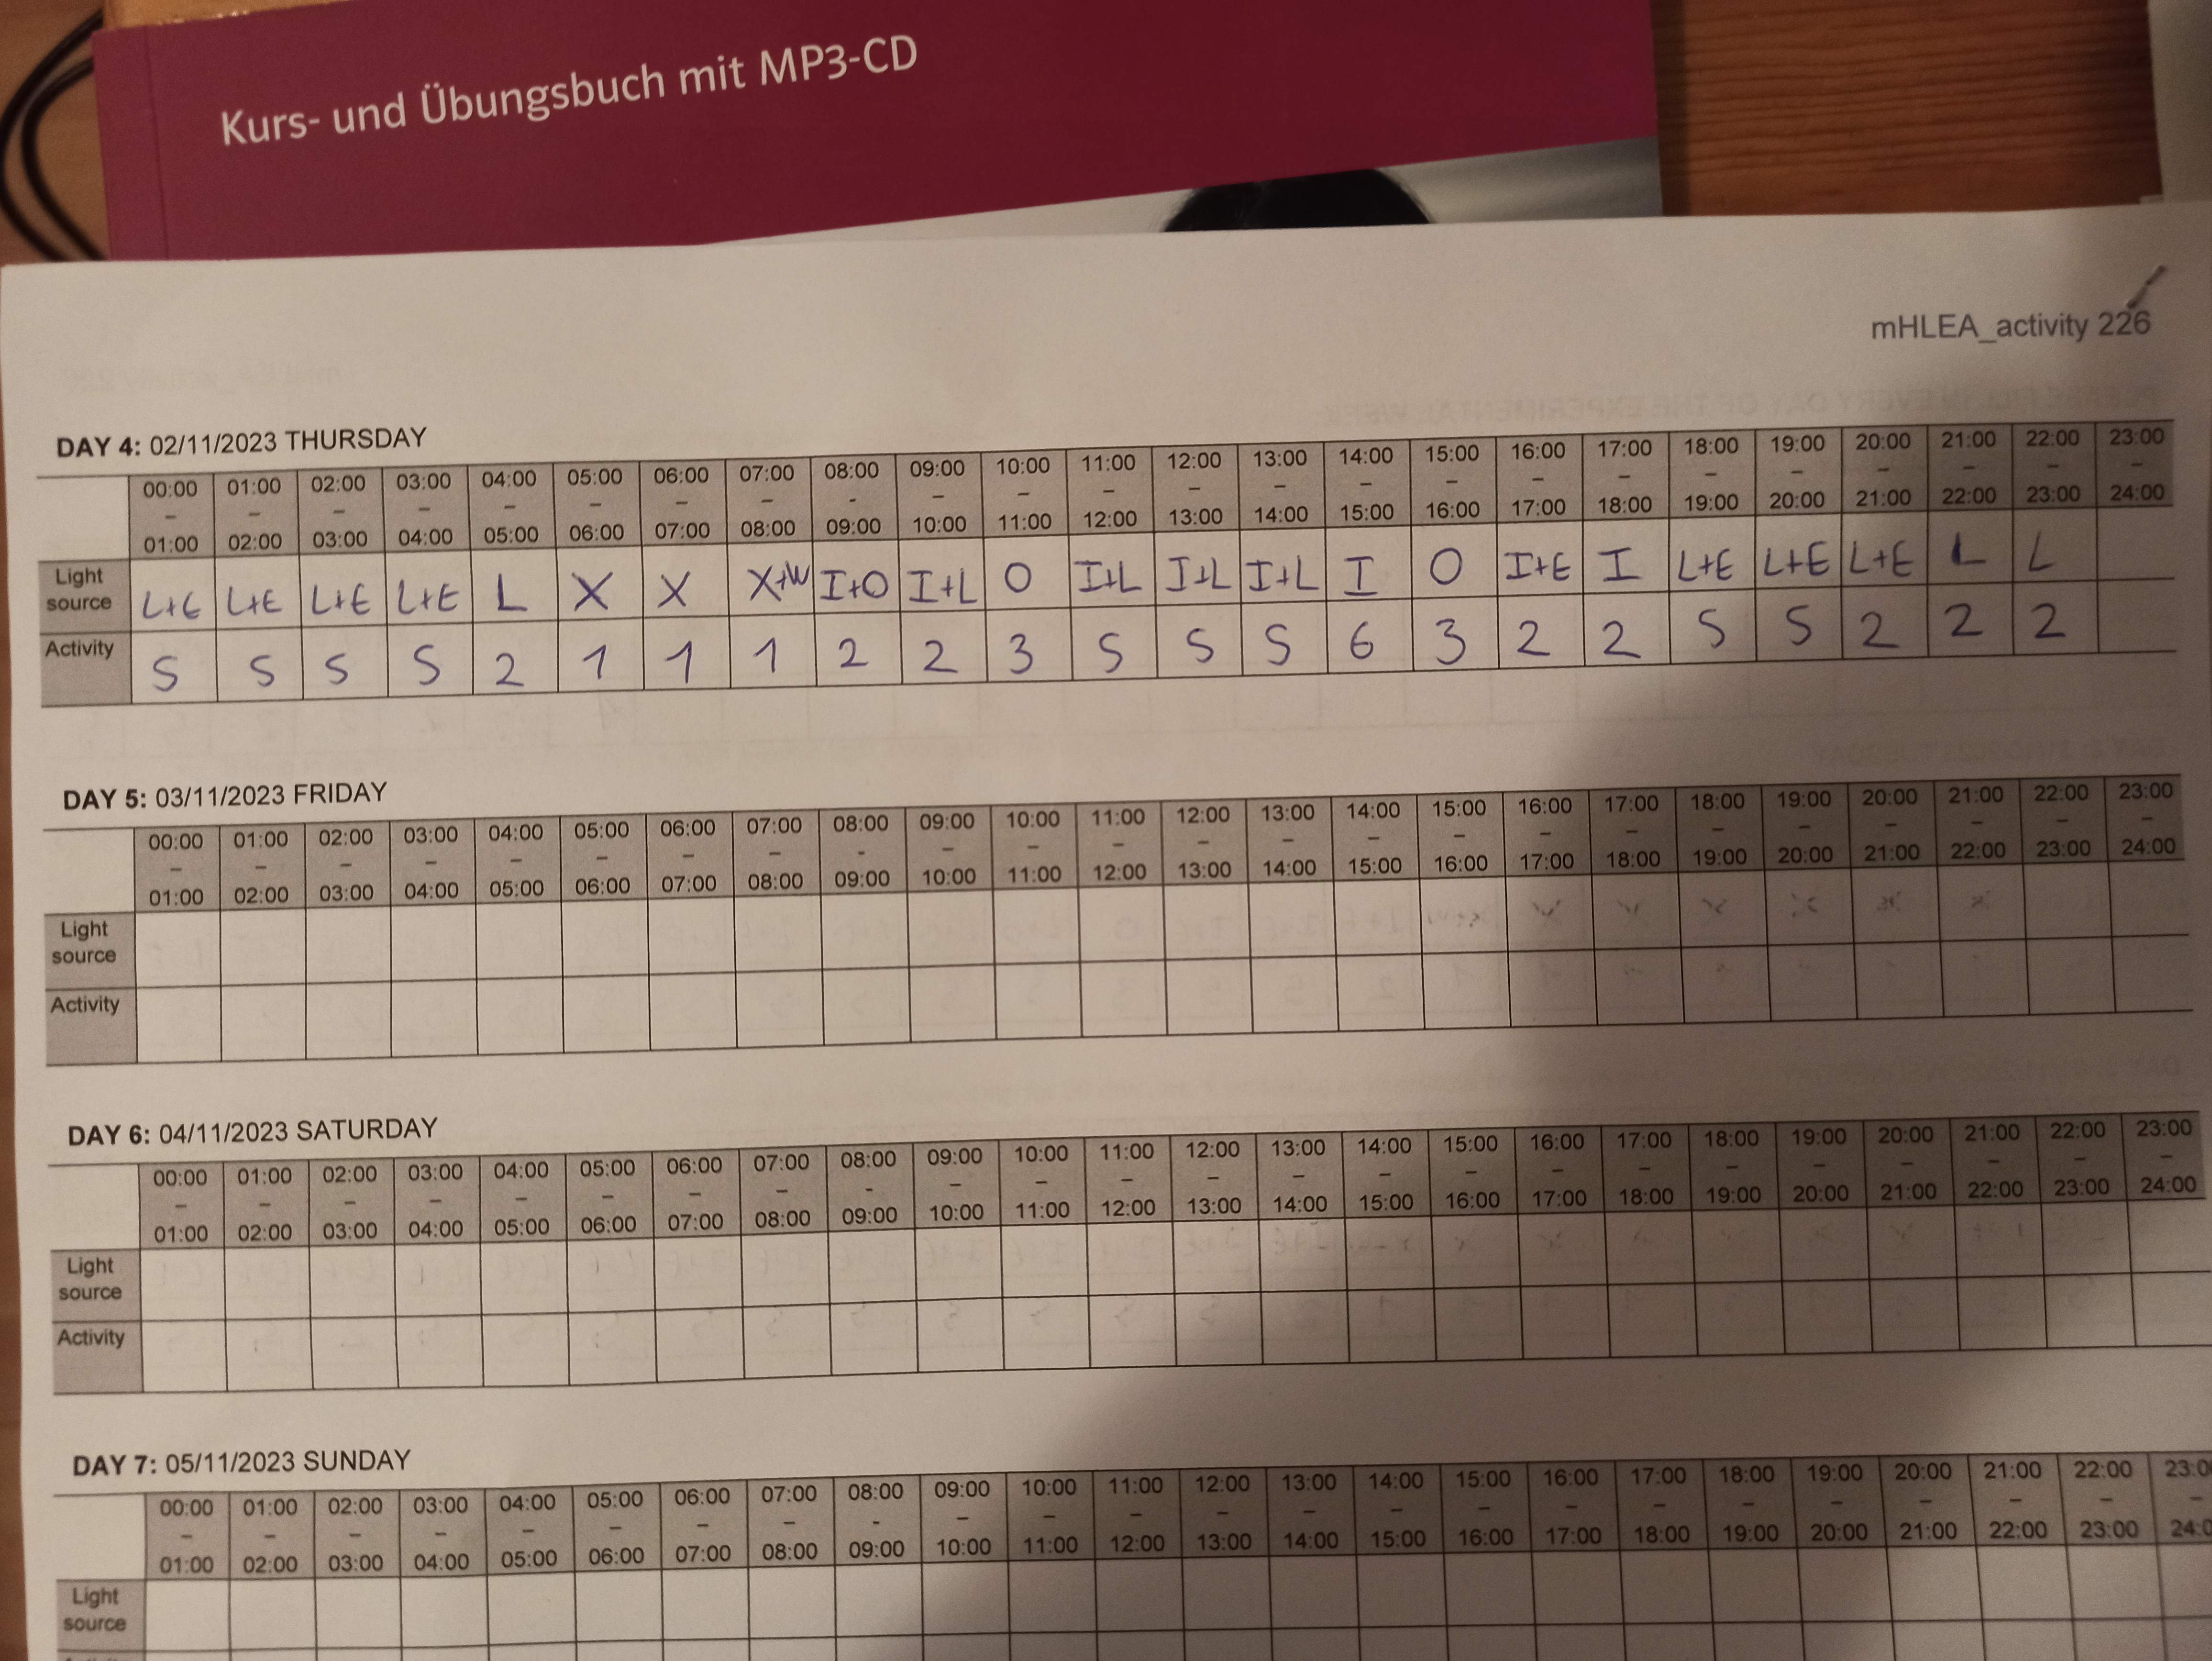 Kurs- und Übungsbuch mit MP3-CD
mHLEA_activity 226
DAY 4: 02/11/2023 THURSDAY
00:00 – 01:00 01:00 – 02:00 02:00 – 03:00 03:00 – 04:00 04:00 – 05:00 05:00 – 06:00 06:00 – 07:00 07:00 – 08:00 08:00 - 09:00 09:00 – 10:00 10:00 – 11:00 11:00 – 12:00 12:00 – 13:00 13:00 – 14:00 14:00 – 15:00 15:00 – 16:00 16:00 – 17:00 17:00 – 18:00 18:00 – 19:00 19:00 – 20:00 20:00 – 21:00 21:00 – 22:00 22:00 – 23:00 23:00 – 24:00
Light source L+E L+E L+E L+E L X X X+W I+O I+L O I+L I+L I+L I O I+E I L+E L+E L+E L L
Activity 5 5 5 5 2 1 1 1 2 2 3 5 5 5 6 3 2 2 5 5 2 2 2
DAY 5: 03/11/2023 FRIDAY
00:00 – 01:00 01:00 – 02:00 02:00 – 03:00 03:00 – 04:00 04:00 – 05:00 05:00 – 06:00 06:00 – 07:00 07:00 – 08:00 08:00 - 09:00 09:00 – 10:00 10:00 – 11:00 11:00 – 12:00 12:00 – 13:00 13:00 – 14:00 14:00 – 15:00 15:00 – 16:00 16:00 – 17:00 17:00 – 18:00 18:00 – 19:00 19:00 – 20:00 20:00 – 21:00 21:00 – 22:00 22:00 – 23:00 23:00 – 24:00
Light source
Activity
DAY 6: 04/11/2023 SATURDAY
00:00 – 01:00 01:00 – 02:00 02:00 – 03:00 03:00 – 04:00 04:00 – 05:00 05:00 – 06:00 06:00 – 07:00 07:00 – 08:00 08:00 - 09:00 09:00 – 10:00 10:00 – 11:00 11:00 – 12:00 12:00 – 13:00 13:00 – 14:00 14:00 – 15:00 15:00 – 16:00 16:00 – 17:00 17:00 – 18:00 18:00 – 19:00 19:00 – 20:00 20:00 – 21:00 21:00 – 22:00 22:00 – 23:00 23:00 – 24:00
Light source
Activity
DAY 7: 05/11/2023 SUNDAY
00:00 – 01:00 01:00 – 02:00 02:00 – 03:00 03:00 – 04:00 04:00 – 05:00 05:00 – 06:00 06:00 – 07:00 07:00 – 08:00 08:00 - 09:00 09:00 – 10:00 10:00 – 11:00 11:00 – 12:00 12:00 – 13:00 13:00 – 14:00 14:00 – 15:00 15:00 – 16:00 16:00 – 17:00 17:00 – 18:00 18:00 – 19:00 19:00 – 20:00 20:00 – 21:00 21:00 – 22:00 22:00 – 23:00
Light source